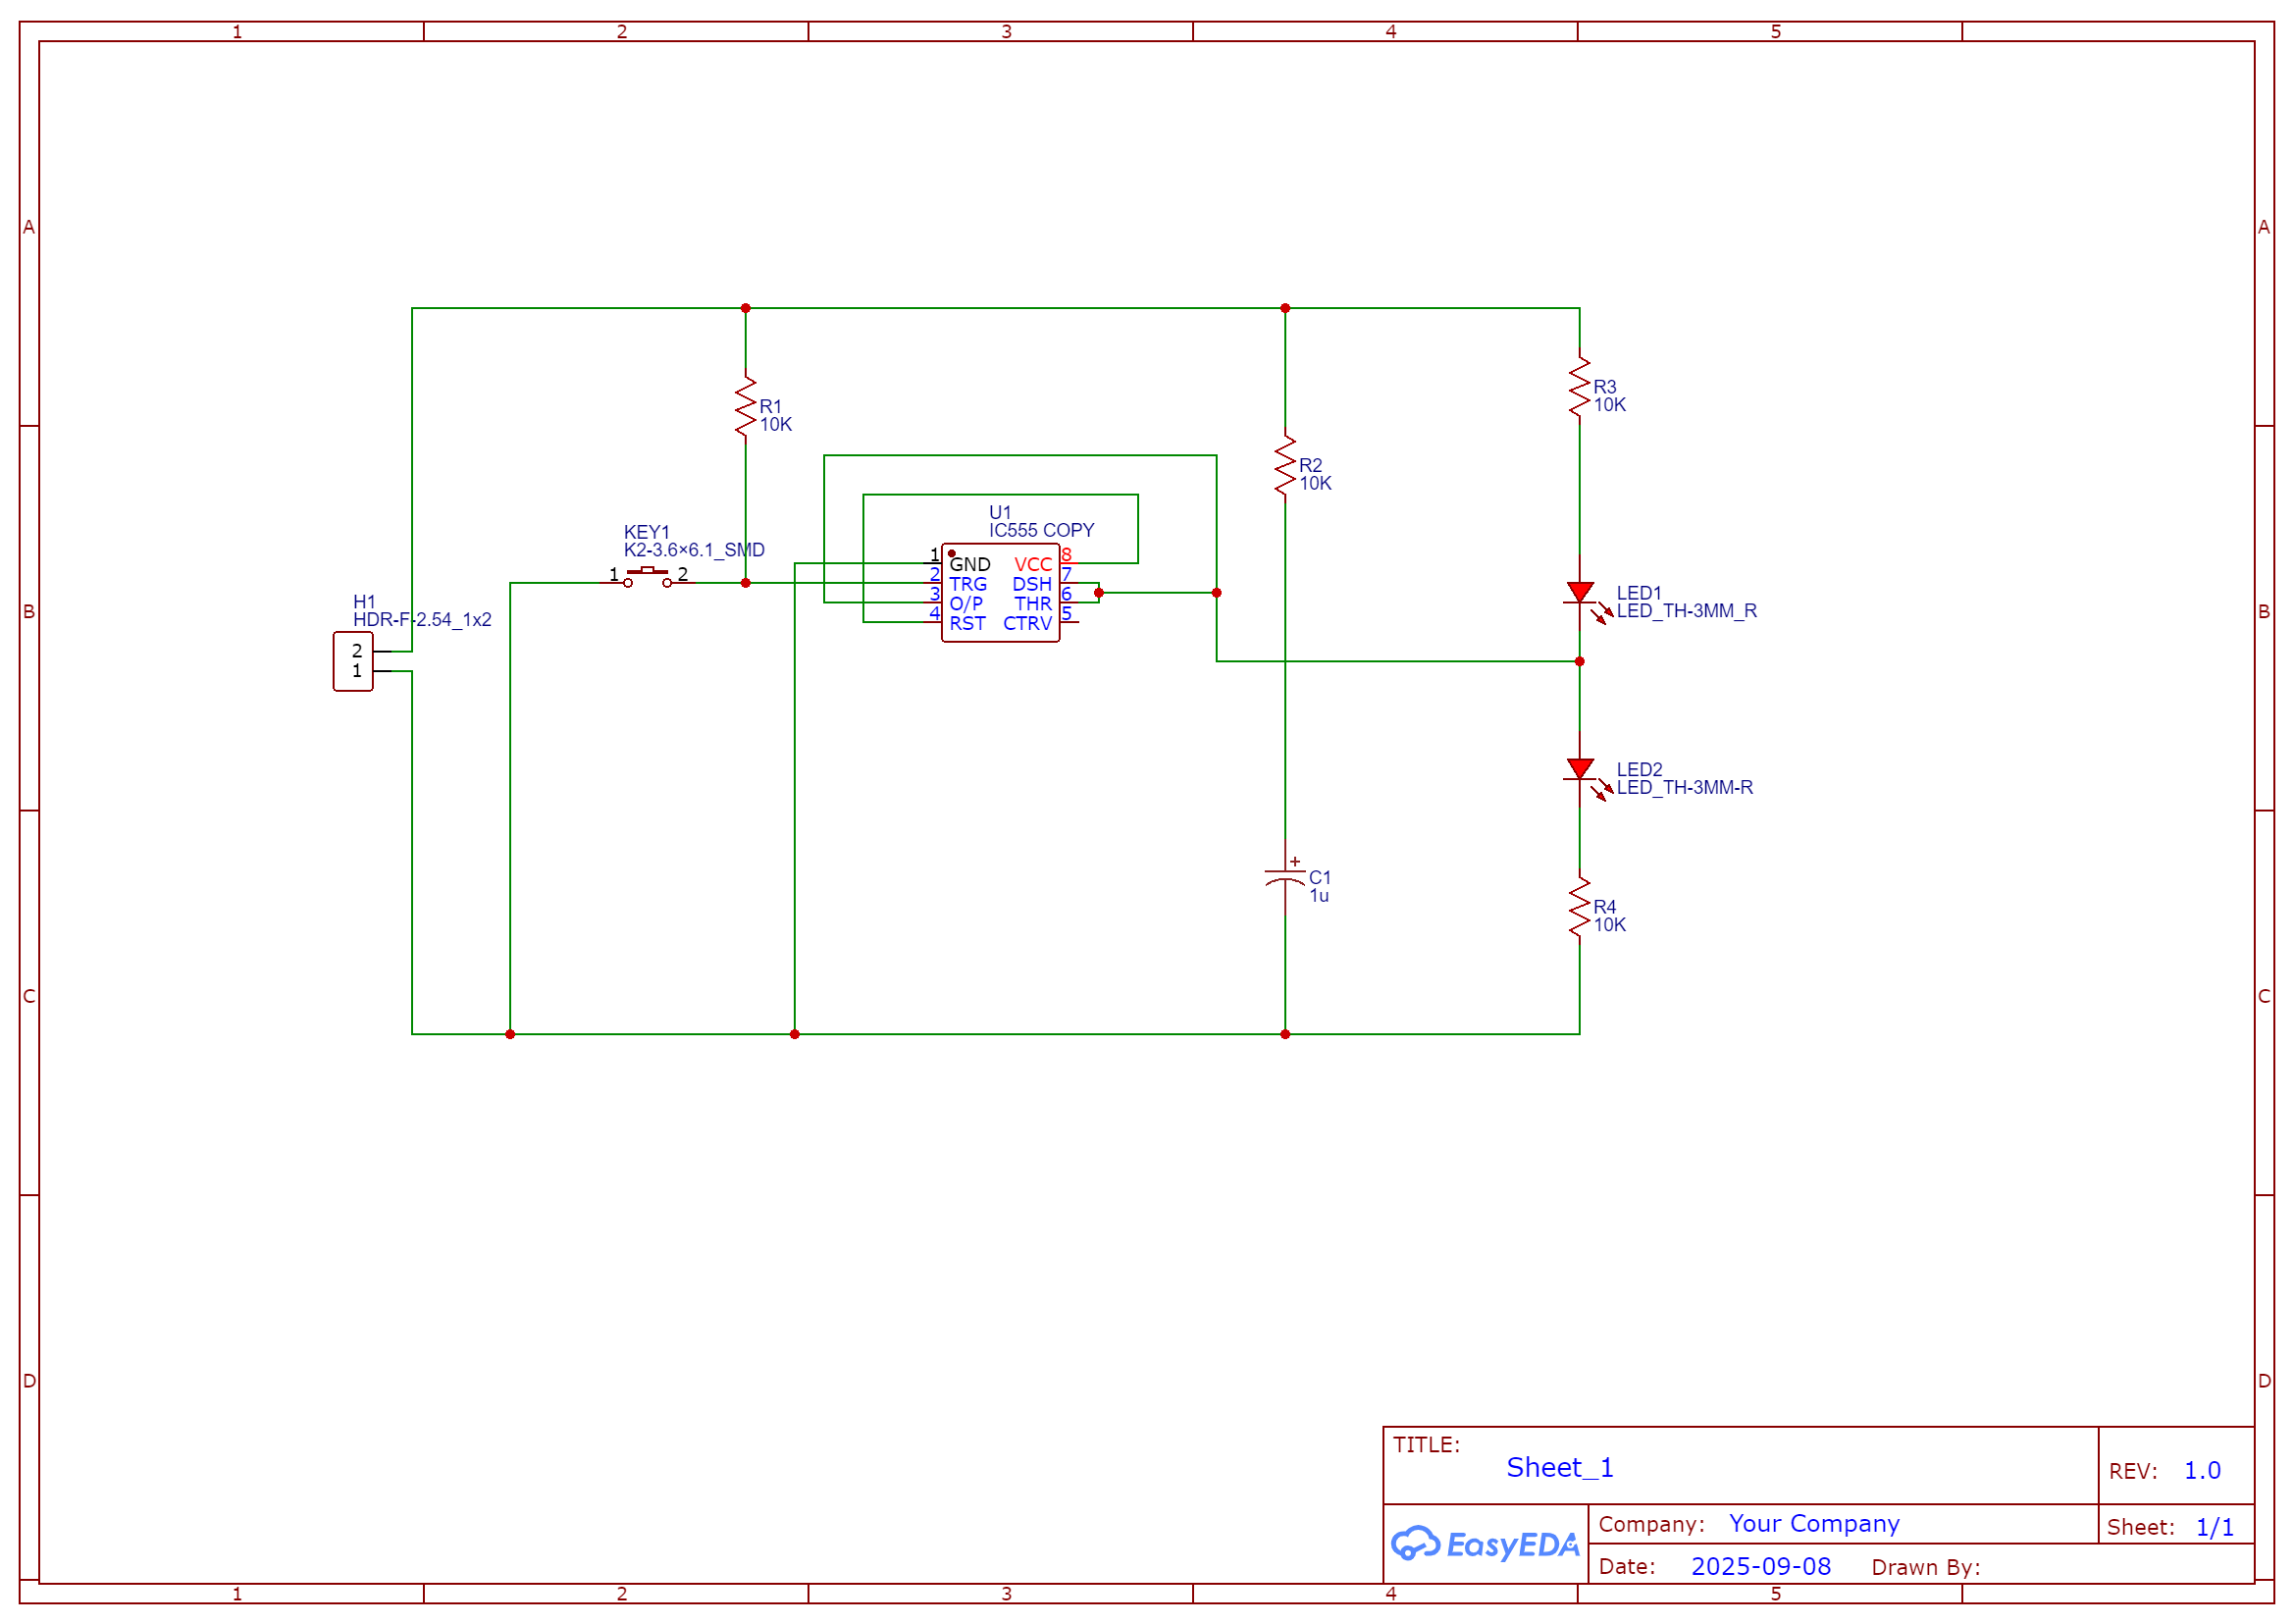 1 2 3 4 5
A A
R3
10K
R1
10K
R2
10K
U1
IC555 COPY
KEY1
K2-3.6×6.1_SMD
1 2
1 GND VCC 8
2 TRG DSH 7
3 O/P THR 6
4 RST CTRV 5
H1
HDR-F-2.54_1x2
2
1
LED1
LED_TH-3MM_R
B B
LED2
LED_TH-3MM-R
+
C1
1u
R4
10K
C C
D D
TITLE:
Sheet_1
REV: 1.0
EasyEDA
Company: Your Company
Sheet: 1/1
Date: 2025-09-08 Drawn By:
1 2 3 4 5